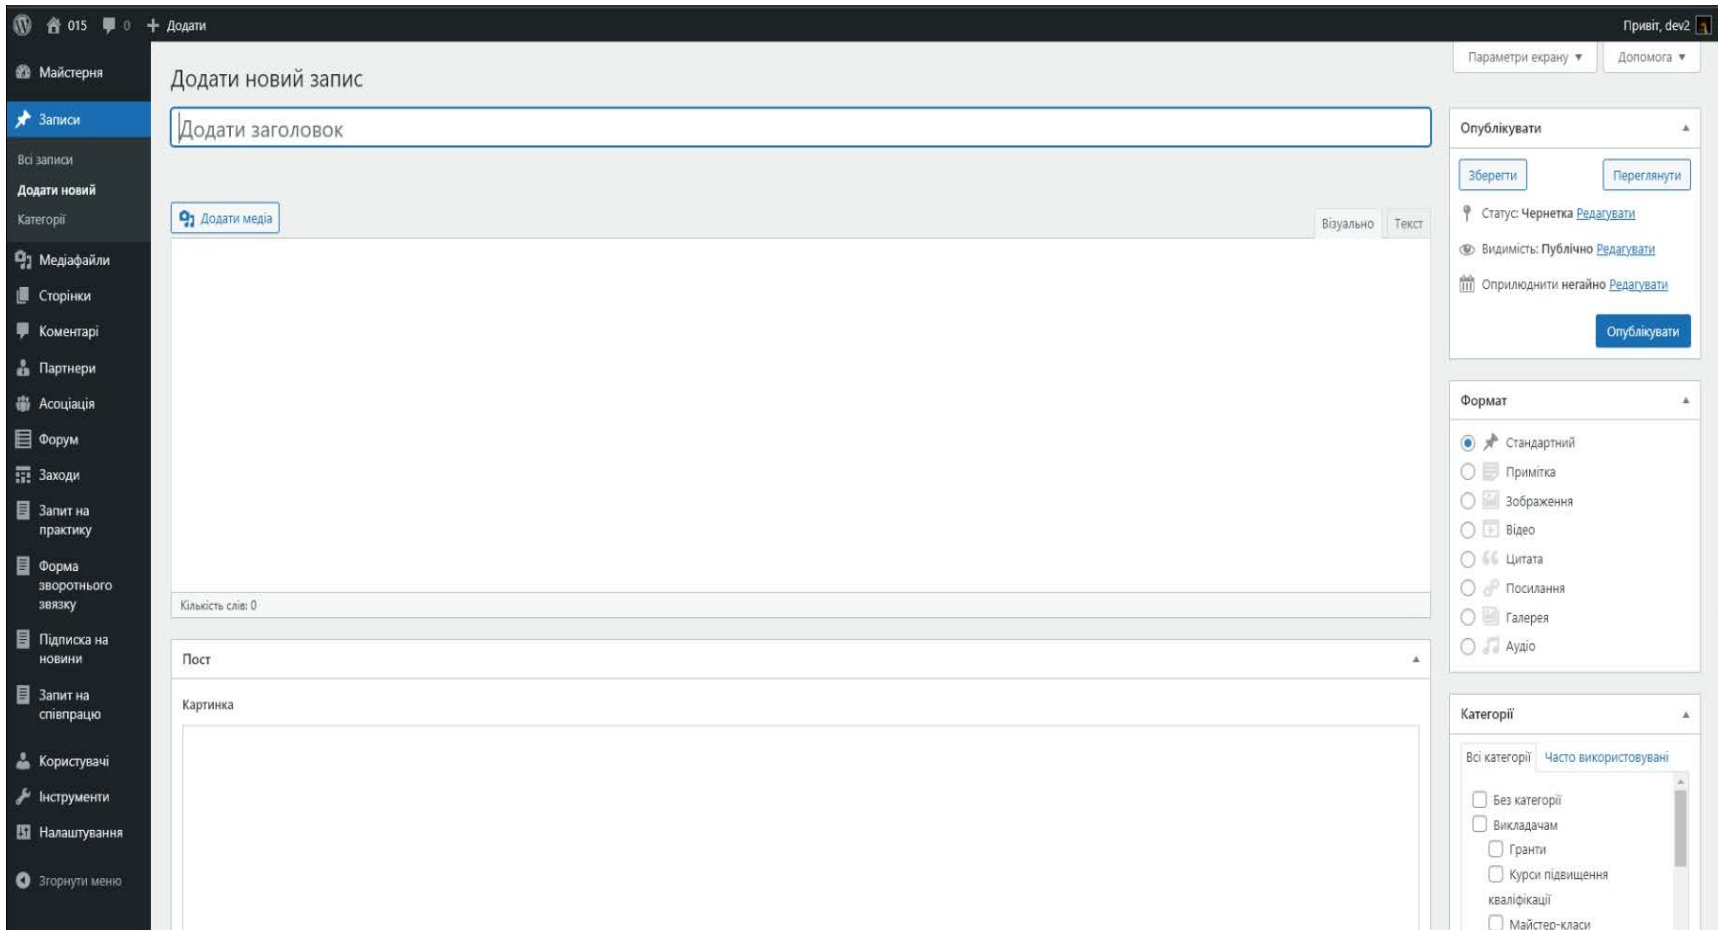 015 0 + Додати
Привіт, dev2
Майстерня
Записи
Всі записи
Додати новий
Категорії
Медіафайли
Сторінки
Коментарі
Партнери
Асоціація
Форум
Заходи
Запит на
практику
Форма
зворотнього
звязку
Підписка на
новини
Запит на
співпрацю
Користувачі
Інструменти
Налаштування
Згорнути меню
Параметри екрану ▼
Допомога ▼
Додати новий запис
Додати заголовок
Додати медіа
Візуально
Текст
Кількість слів: 0
Пост
Картинка
Опублікувати
Зберегти
Переглянути
Статус: Чернетка Редагувати
Видимість: Публічно Редагувати
Оприлюднити негайно Редагувати
Опублікувати
Формат
Стандартний
Примітка
Зображення
Відео
Цитата
Посилання
Галерея
Аудіо
Категорії
Всі категорії
Часто використовувані
Без категорії
Викладачам
Гранти
Курси підвищення
кваліфікації
Майстер-класи